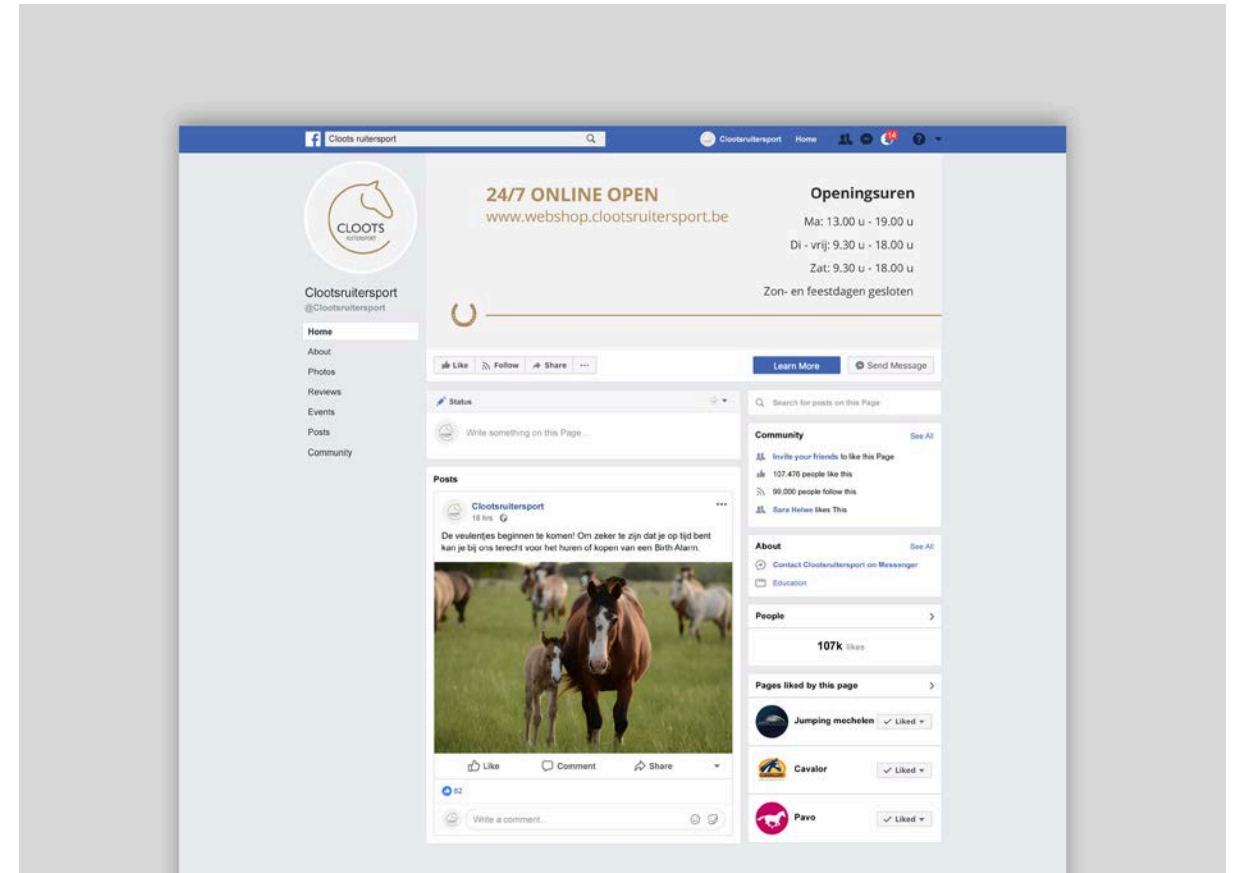 Cloots ruitersport
Clootsruitersport Home 14
CLOOTS
RUITERSPORT
24/7 ONLINE OPEN
www.webshop.clootsruitersport.be
Openingsuren
Ma: 13.00 u - 19.00 u
Di - vrij: 9.30 u - 18.00 u
Zat: 9.30 u - 18.00 u
Zon- en feestdagen gesloten
Clootsruitersport
@Clootsruitersport
Home
About
Photos
Reviews
Events
Posts
Community
Like Follow Share ...
Learn More Send Message
Status
Write something on this Page...
Posts
Clootsruitersport
18 hrs
De veulentjes beginnen te komen! Om zeker te zijn dat je op tijd bent
kan je bij ons terecht voor het huren of kopen van een Birth Alarm.
Like Comment Share
82
Write a comment...
Search for posts on this Page
Community See All
Invite your friends to like this Page
107.476 people like this
99.000 people follow this
Sara Helwe likes This
About See All
Contact Clootsruitersport on Messenger
Education
People
107k likes
Pages liked by this page
Jumping mechelen Liked
Cavalor Liked
Pavo Liked